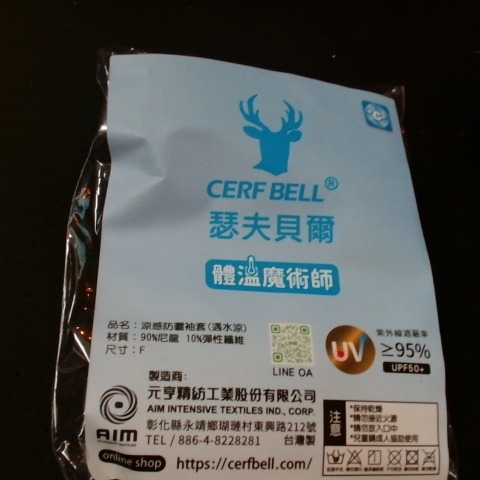 CERF BELL®
瑟夫貝爾
體溫魔術師
品名：涼感防曬袖套(遇水涼)
材質：90%尼龍 10%彈性纖維
尺寸：F
LINE OA
UV
紫外線遮蔽率
≥95%
UPF50+
製造商:
元亨精紡工業股份有限公司
AIM INTENSIVE TEXTILES IND., CORP.
彰化縣永靖鄉瑚璉村東興路212號
TEL / 886-4-8228281 台灣製
AIM
注意
*保持乾燥
*請勿接近火源
*請勿放入口中
*兒童請成人協助使用
online shop
https://cerfbell.com/